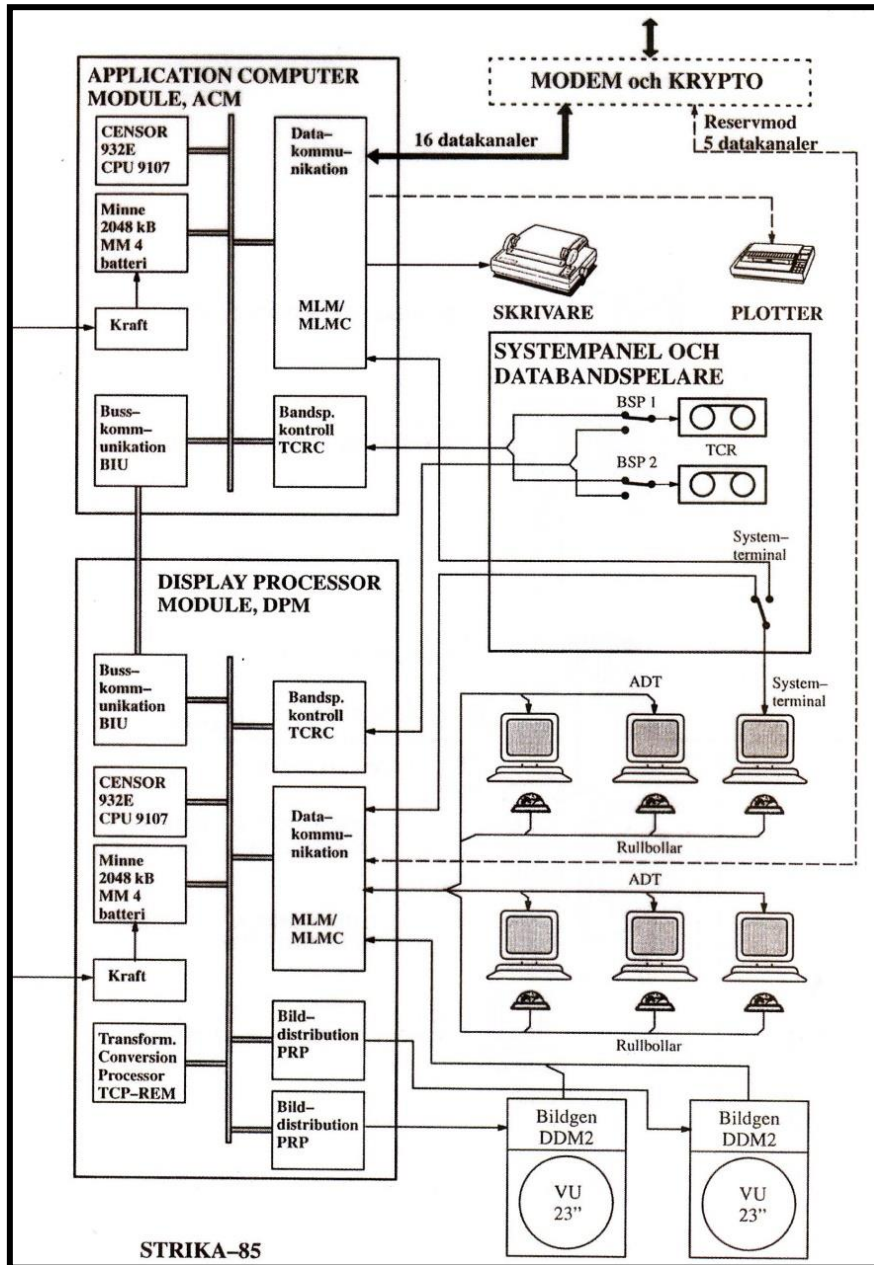 APPLICATION COMPUTER
MODULE, ACM
CENSOR
932E
CPU 9107
Minne
2048 kB
MM 4
batteri
Kraft
Buss–
komm–
unikation
BIU
Data–
kommu–
nikation
MLM/
MLMC
Bandsp.
kontroll
TCRC
MODEM och KRYPTO
16 datakanaler
Reservmod
5 datakanaler
SKRIVARE
PLOTTER
SYSTEMPANEL OCH
DATABANDSPELARE
BSP 1
TCR
BSP 2
System–
terminal
DISPLAY PROCESSOR
MODULE, DPM
Buss–
komm–
unikation
BIU
CENSOR
932E
CPU 9107
Minne
2048 kB
MM 4
batteri
Kraft
Transform.
Conversion
Processor
TCP–REM
Bandsp.
kontroll
TCRC
Data–
kommu–
nikation
MLM/
MLMC
Bild–
distribution
PRP
Bild–
distribution
PRP
ADT
System–
terminal
Rullbollar
ADT
Rullbollar
Bildgen
DDM2
VU
23”
Bildgen
DDM2
VU
23”
STRIKA–85